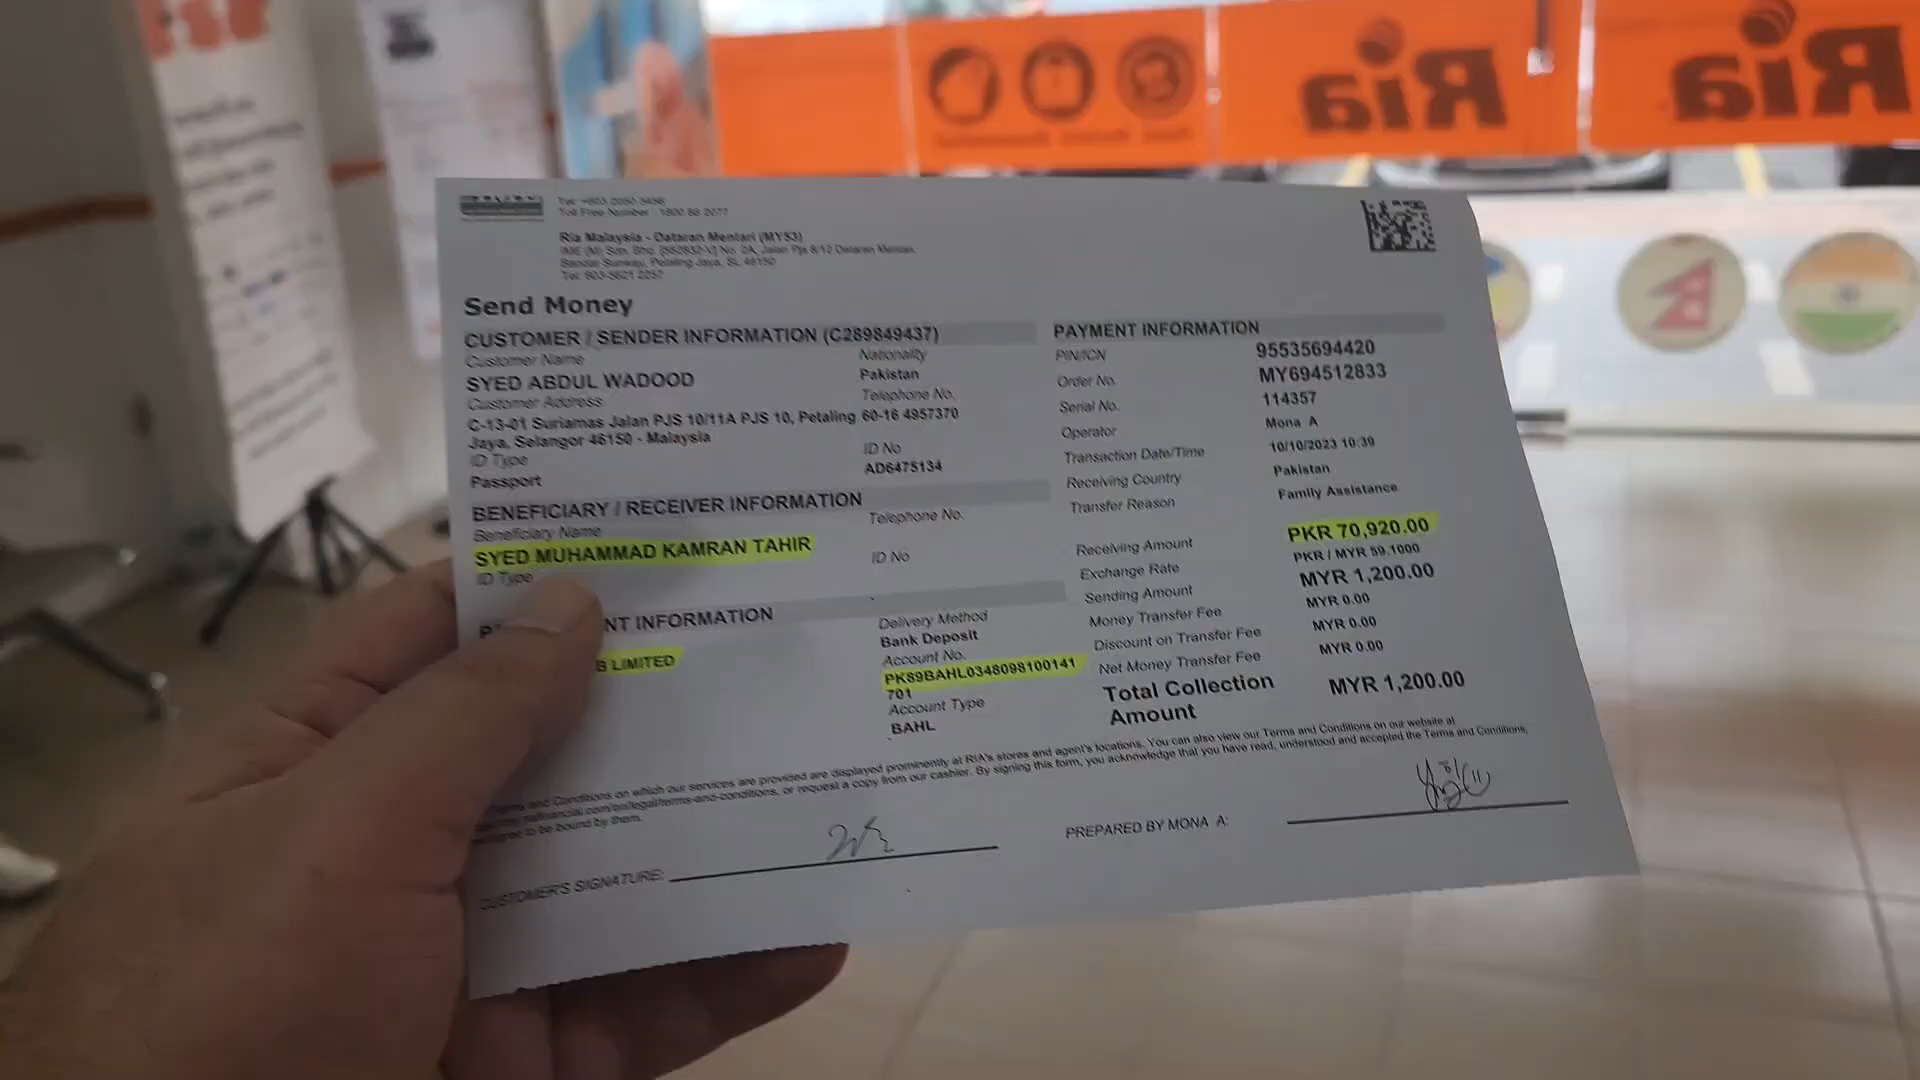 Ria
Ria
Tel: +603 2050 3456
Toll Free Number : 1800 88 2077
Ria Malaysia - Dataran Mentari (MY53)
IME (M) Sdn. Bhd. No. 2A, Jalan Pjs 8/12 Dataran Mentari,
Bandar Sunway, Petaling Jaya, SL 46150
Tel: 603-5621 2257
Send Money
CUSTOMER / SENDER INFORMATION (C289849437)
Customer Name
Nationality
SYED ABDUL WADOOD
Pakistan
Customer Address
Telephone No.
C-13-01 Suriamas Jalan PJS 10/11A PJS 10, Petaling
60-16 4957370
Jaya, Selangor 46150 - Malaysia
ID Type
ID No
Passport
AD6475134
BENEFICIARY / RECEIVER INFORMATION
Beneficiary Name
Telephone No.
SYED MUHAMMAD KAMRAN TAHIR
ID Type
ID No
NT INFORMATION
Delivery Method
Bank Deposit
B LIMITED
Account No.
PK89BAHL0348098100141
701
Account Type
BAHL
PAYMENT INFORMATION
PIN/ICN
95535694420
Order No.
MY694512833
Serial No.
114357
Operator
Mona A
Transaction Date/Time
10/10/2023 10:39
Receiving Country
Pakistan
Transfer Reason
Family Assistance
Receiving Amount
PKR 70,920.00
Exchange Rate
PKR / MYR 59.1000
Sending Amount
MYR 1,200.00
Money Transfer Fee
MYR 0.00
Discount on Transfer Fee
MYR 0.00
Net Money Transfer Fee
MYR 0.00
Total Collection
Amount
MYR 1,200.00
Terms and Conditions on which our services are provided are displayed prominently at RIA's stores and agent's locations. You can also view our Terms and Conditions on our website at
riafinancial.com/en/legal/terms-and-conditions, or request a copy from our cashier. By signing this form, you acknowledge that you have read, understood and accepted the Terms and Conditions,
agree to be bound by them.
CUSTOMER'S SIGNATURE:
PREPARED BY MONA A: